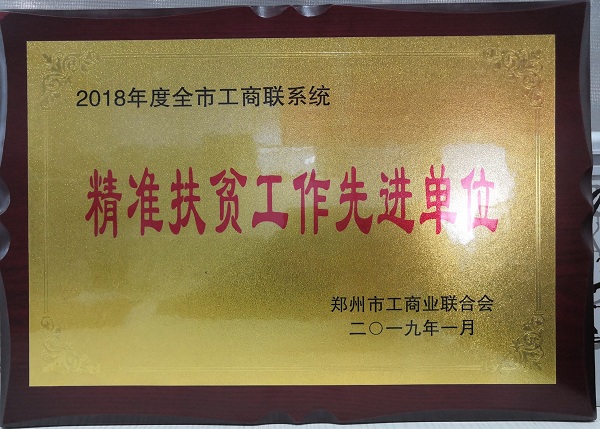 2018年度全市工商联系统
精准扶贫工作先进单位
郑州市工商业联合会
二〇一九年一月